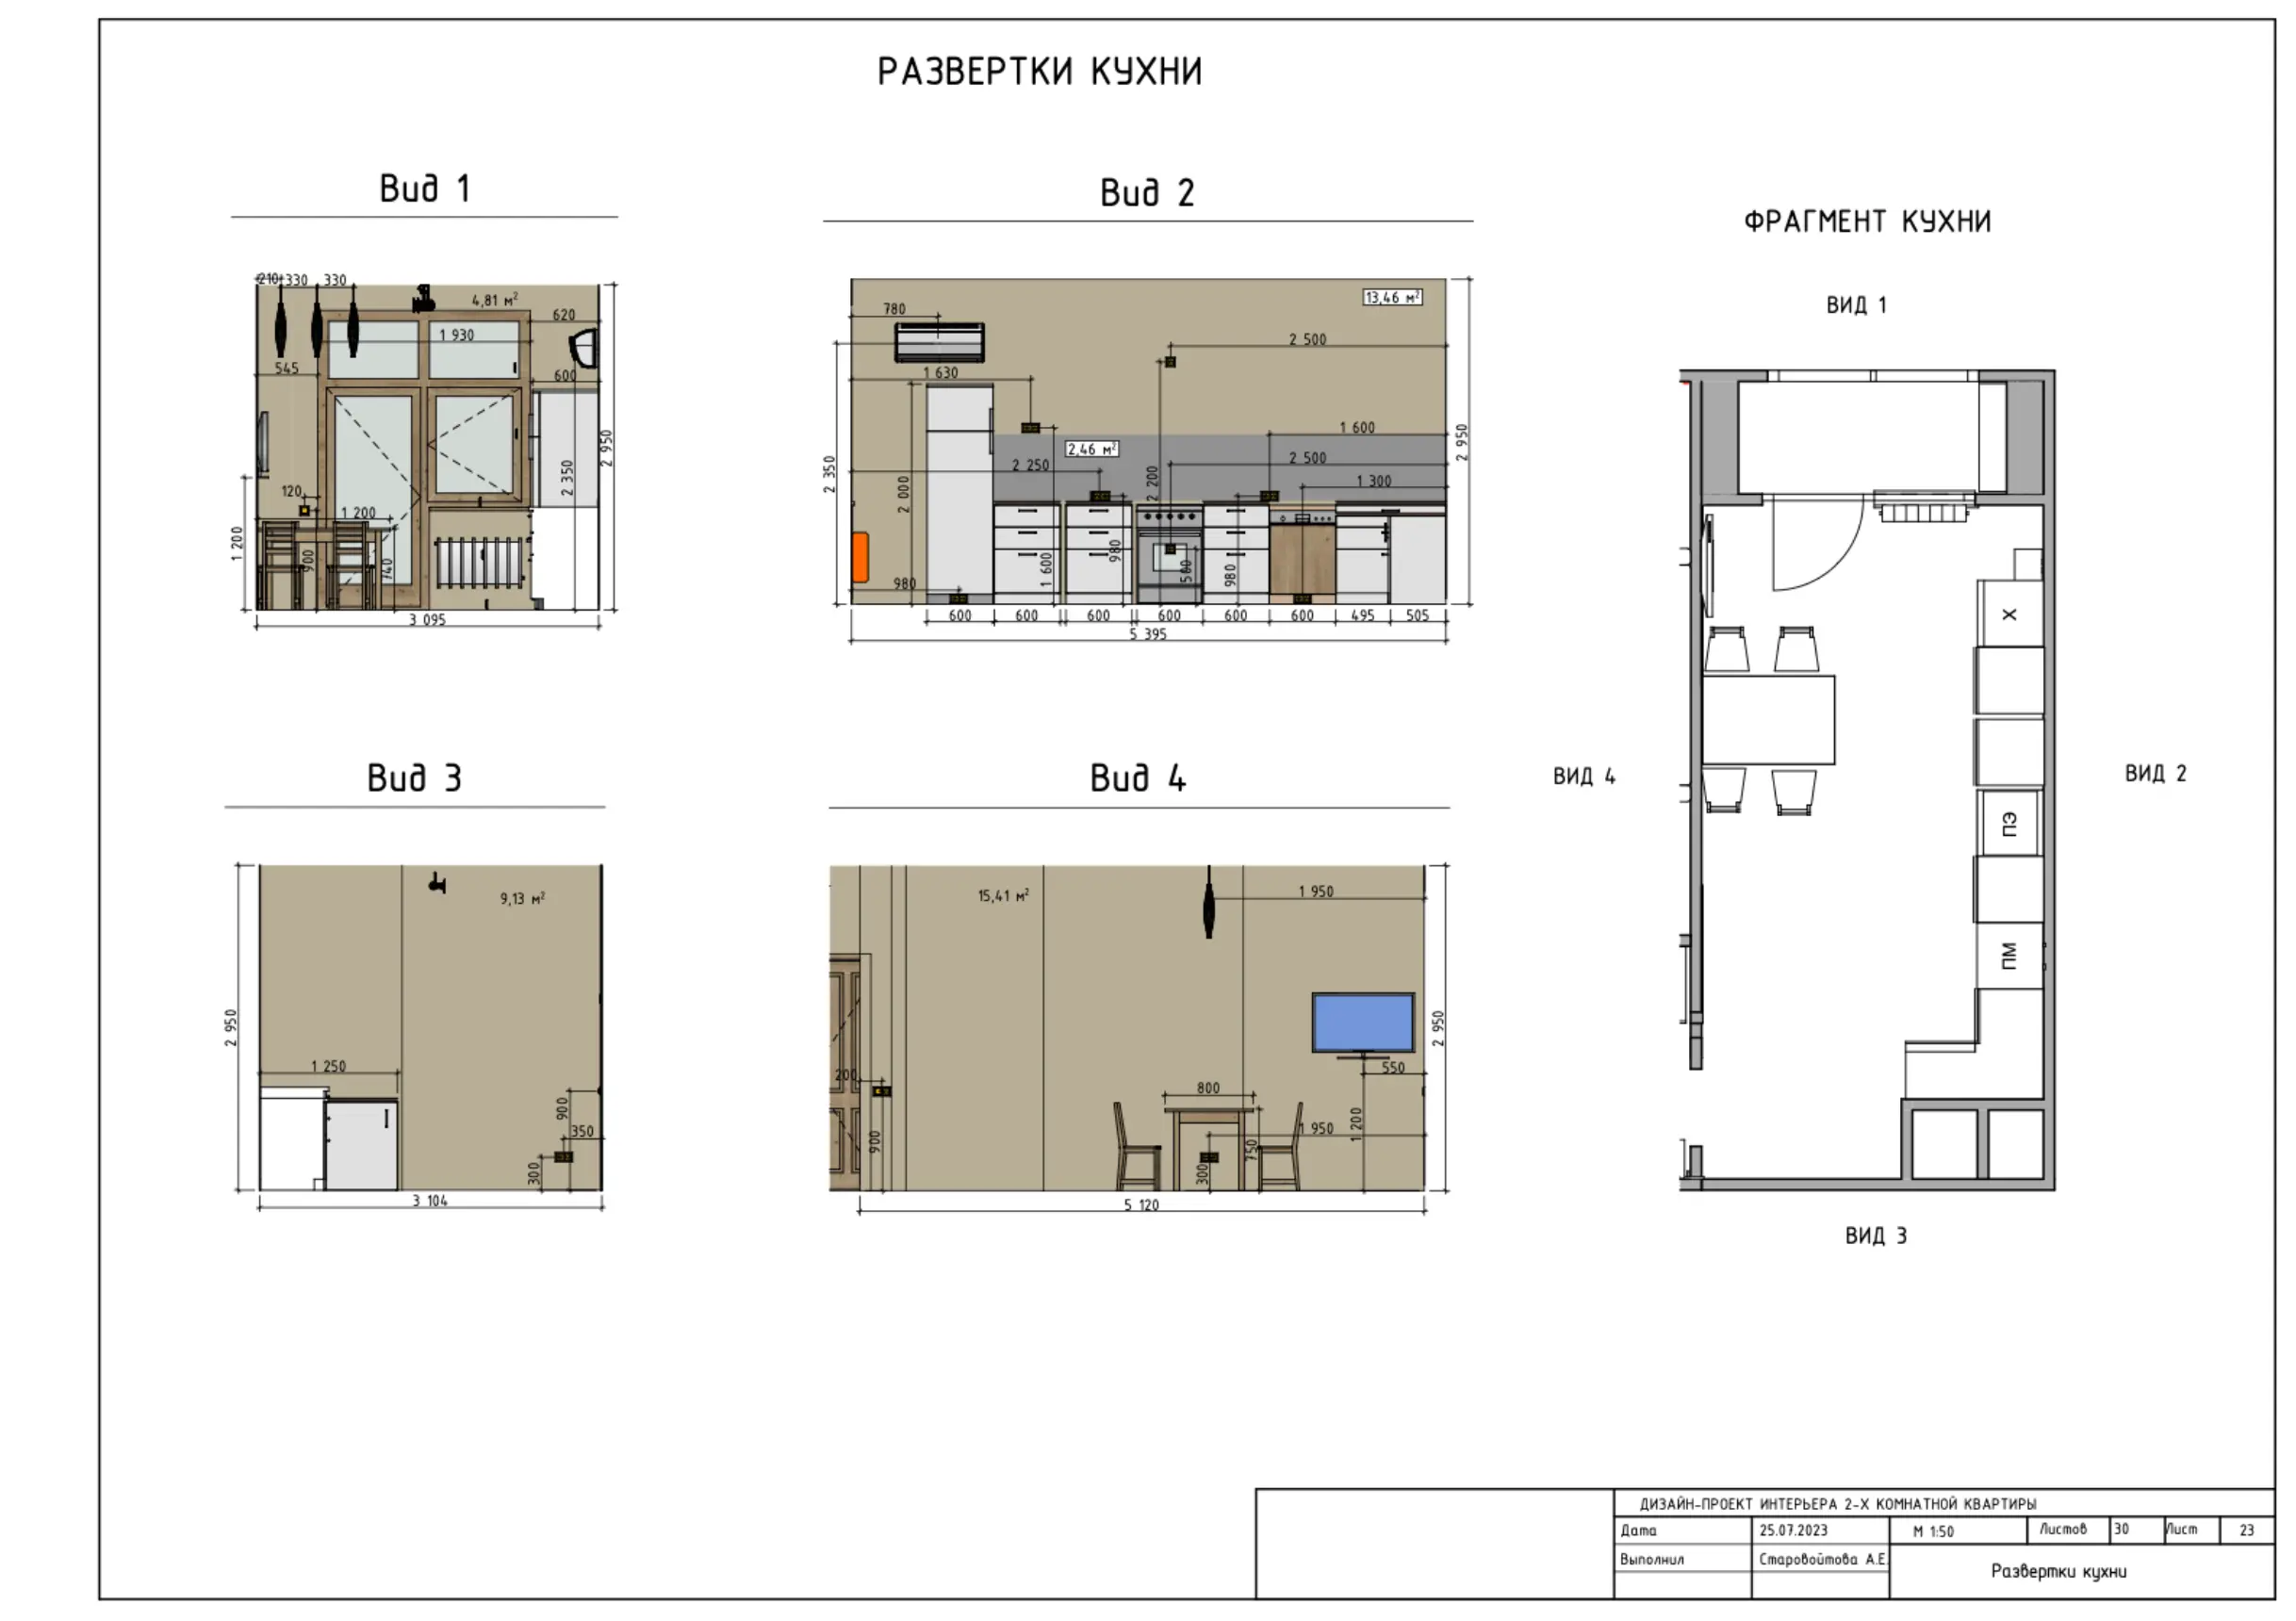 РАЗВЕРТКИ КУХНИ
Вид 1
210 330 330
4,81 м²
620
1 930
545
600
2 950
2 350
120
1 200
1 200
900
740
3 095
Вид 2
13,46 м²
780
2 500
1 630
1 600
2,46 м²
2 950
2 250
2 500
2 350
2 000
2 200
1 300
980
1 600
980
500
980
600 600 600 600 600 600 495 505
5 395
ФРАГМЕНТ КУХНИ
ВИД 1
Х
ПЭ
ПМ
ВИД 4
ВИД 2
ВИД 3
Вид 3
9,13 м²
2 950
1 250
900
350
300
3 104
Вид 4
15,41 м²
1 950
2 950
200
550
800
900
1 200
1 950
750
300
5 120
ДИЗАЙН-ПРОЕКТ ИНТЕРЬЕРА 2-Х КОМНАТНОЙ КВАРТИРЫ
Дата 25.07.2023 М 1:50 Листов 30 Лист 23
Выполнил Старовойтова А.Е.
Развертки кухни